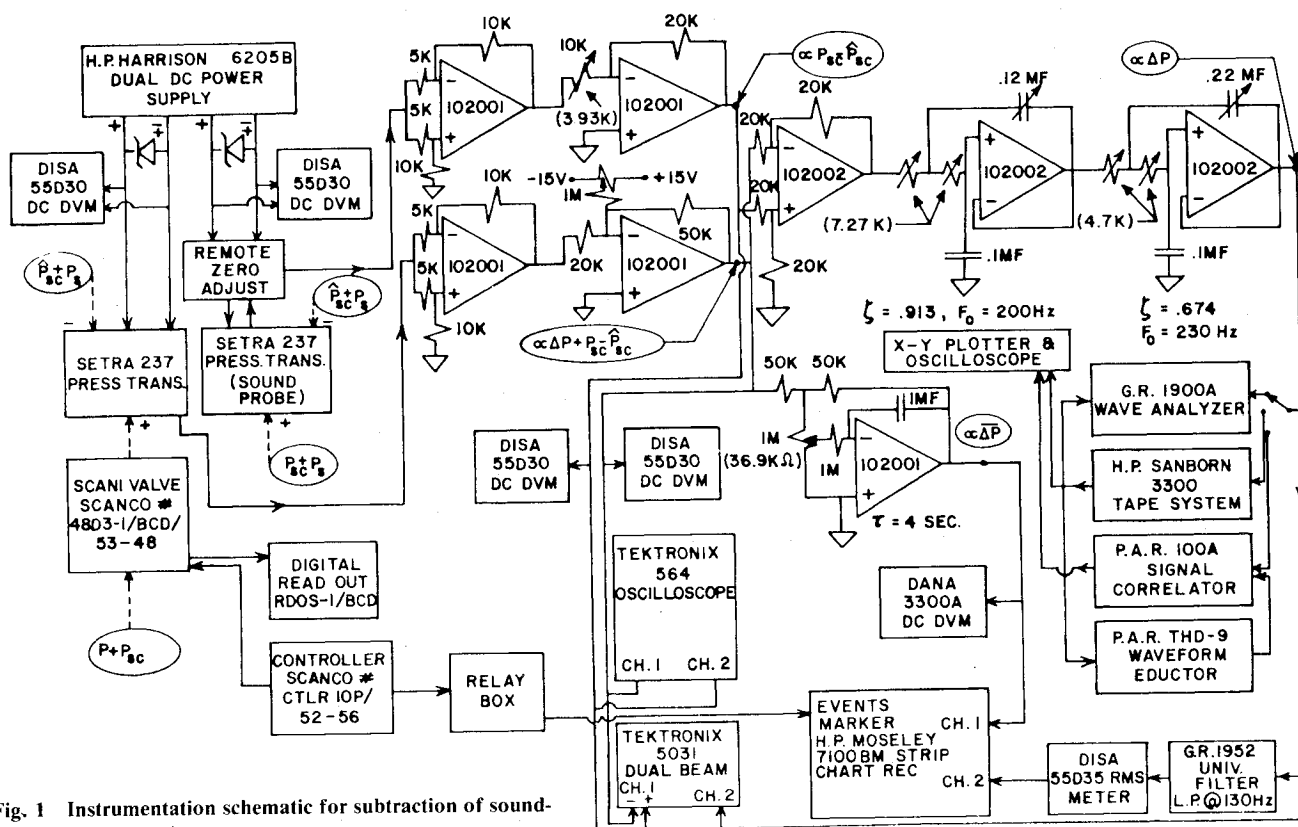 H.P. HARRISON 6205B
DUAL DC POWER
SUPPLY
+
-
+
+
-
+
DISA
55D30
DC DVM
DISA
55D30
DC DVM
P̂sc+Ps
REMOTE
ZERO
ADJUST
P̂sc+Ps
-
-
SETRA 237
PRESS TRANS.
SETRA 237
PRESS. TRANS.
(SOUND
PROBE)
+
+
Psc+Ps
SCANI VALVE
SCANCO #
48D3-1/BCD/
53-48
DIGITAL
READ OUT
RDOS-1/BCD
P+Psc
CONTROLLER
SCANCO #
CTLR 10P/
52-56
RELAY
BOX
10K
5K
5K
10K
10K
-
+
102001
10K
(3.93K)
20K
-
+
102001
∝Psc-P̂sc
10K
5K
5K
10K
-
+
102001
-15V
+15V
1M
20K
50K
-
+
102001
∝ΔP+Psc-P̂sc
20K
20K
20K
20K
-
+
102002
(7.27K)
.12 MF
+
-
102002
.1MF
ζ = .913, Fo = 200Hz
(4.7K)
.22 MF
+
-
102002
.1MF
ζ = .674
Fo = 230 Hz
∝ΔP
X-Y PLOTTER &
OSCILLOSCOPE
50K
50K
1MF
1M
(36.9KΩ)
1M
-
+
102001
τ = 4 SEC.
∝ΔP̄
DISA
55D30
DC DVM
DISA
55D30
DC DVM
G.R. 1900A
WAVE ANALYZER
H.P. SANBORN
3300
TAPE SYSTEM
P.A.R. 100A
SIGNAL
CORRELATOR
P.A.R. THD-9
WAVEFORM
EDUCTOR
TEKTRONIX
564
OSCILLOSCOPE
CH. 1 CH. 2
DANA
3300A
DC DVM
TEKTRONIX
5031
DUAL BEAM
CH. 1 CH. 2
- +
EVENTS
MARKER CH. 1
H.P. MOSELEY
7100BM STRIP
CHART REC
CH. 2
DISA
55D35 RMS
METER
G.R. 1952
UNIV.
FILTER
L.P. @ 130Hz
Fig. 1 Instrumentation schematic for subtraction of sound-